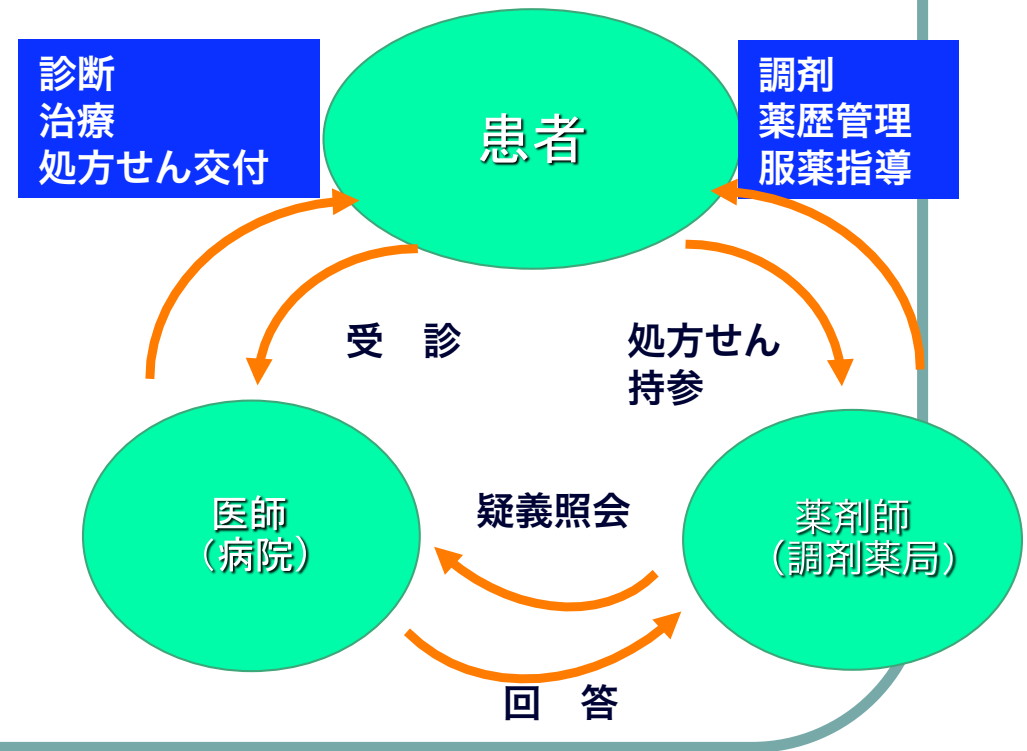 診断
治療
処方せん交付
患者
調剤
薬歴管理
服薬指導
受　診
処方せん
持参
医師
（病院）
疑義照会
薬剤師
（調剤薬局）
回　答